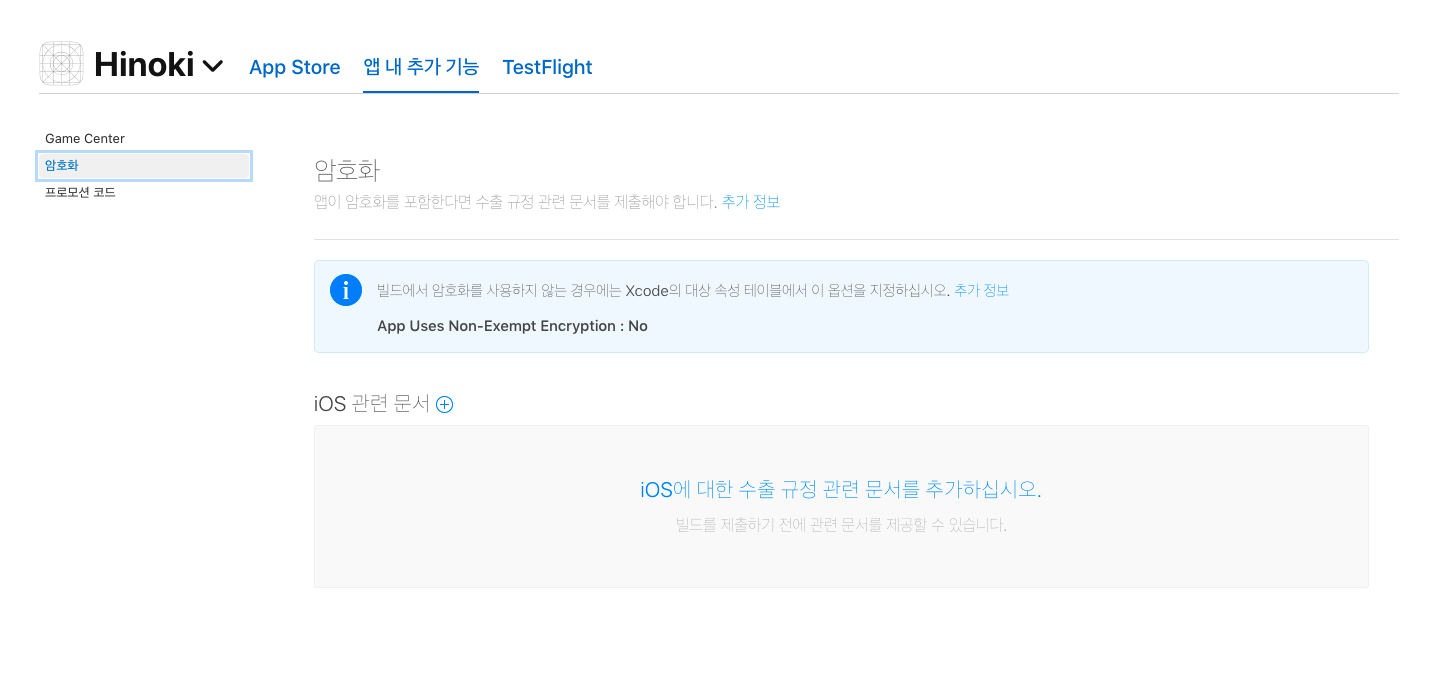 Hinoki
App Store
앱 내 추가 기능
TestFlight
Game Center
암호화
프로모션 코드
암호화
앱이 암호화를 포함한다면 수출 규정 관련 문서를 제출해야 합니다. 추가 정보
빌드에서 암호화를 사용하지 않는 경우에는 Xcode의 대상 속성 테이블에서 이 옵션을 지정하십시오. 추가 정보
App Uses Non-Exempt Encryption : No
iOS 관련 문서
iOS에 대한 수출 규정 관련 문서를 추가하십시오.
빌드를 제출하기 전에 관련 문서를 제공할 수 있습니다.